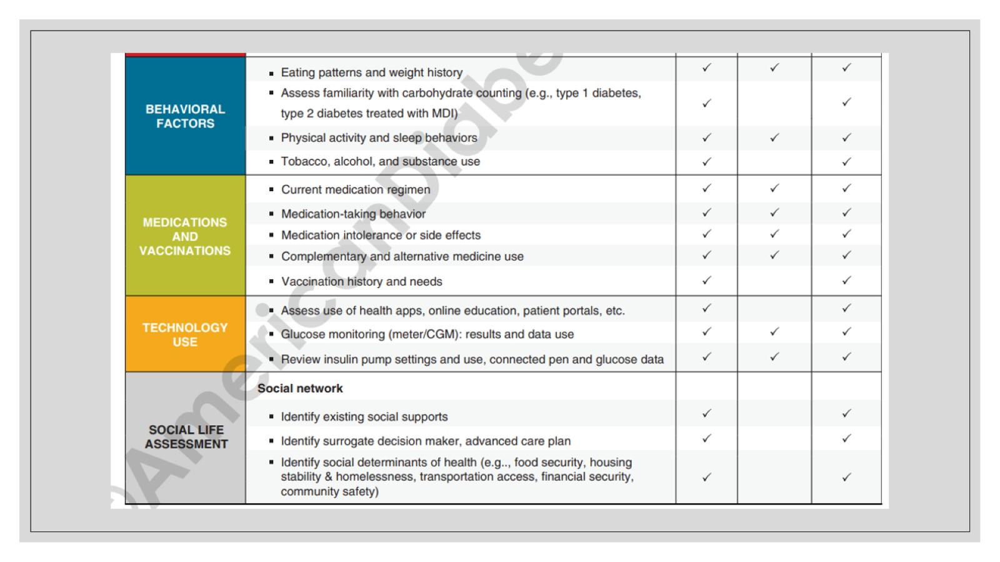 BEHAVIORAL
FACTORS
▪ Eating patterns and weight history ✓ ✓ ✓
▪ Assess familiarity with carbohydrate counting (e.g., type 1 diabetes,
type 2 diabetes treated with MDI) ✓ ✓
▪ Physical activity and sleep behaviors ✓ ✓ ✓
▪ Tobacco, alcohol, and substance use ✓ ✓
MEDICATIONS
AND
VACCINATIONS
▪ Current medication regimen ✓ ✓ ✓
▪ Medication-taking behavior ✓ ✓ ✓
▪ Medication intolerance or side effects ✓ ✓ ✓
▪ Complementary and alternative medicine use ✓ ✓ ✓
▪ Vaccination history and needs ✓ ✓
TECHNOLOGY
USE
▪ Assess use of health apps, online education, patient portals, etc. ✓ ✓
▪ Glucose monitoring (meter/CGM): results and data use ✓ ✓ ✓
▪ Review insulin pump settings and use, connected pen and glucose data ✓ ✓ ✓
SOCIAL LIFE
ASSESSMENT
Social network
▪ Identify existing social supports ✓ ✓
▪ Identify surrogate decision maker, advanced care plan ✓ ✓
▪ Identify social determinants of health (e.g.., food security, housing
stability & homelessness, transportation access, financial security,
community safety) ✓ ✓
©AmericanDiabe